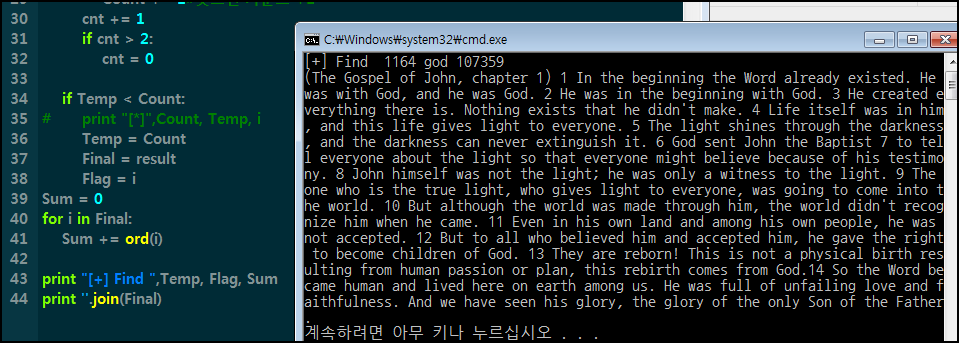 30 cnt += 1
31 if cnt > 2:
32 cnt = 0
33
34 if Temp < Count:
35 # print "[*]",Count, Temp, i
36 Temp = Count
37 Final = result
38 Flag = i
39 Sum = 0
40 for i in Final:
41 Sum += ord(i)
42
43 print "[+] Find ",Temp, Flag, Sum
44 print ''.join(Final)
C:₩Windows₩system32₩cmd.exe
[+] Find  1164 god 107359
(The Gospel of John, chapter 1) 1 In the beginning the Word already existed. He
was with God, and he was God. 2 He was in the beginning with God. 3 He created e
verything there is. Nothing exists that he didn't make. 4 Life itself was in him
, and this life gives light to everyone. 5 The light shines through the darkness
, and the darkness can never extinguish it. 6 God sent John the Baptist 7 to tel
l everyone about the light so that everyone might believe because of his testimo
ny. 8 John himself was not the light; he was only a witness to the light. 9 The
one who is the true light, who gives light to everyone, was going to come into t
he world. 10 But although the world was made through him, the world didn't recog
nize him when he came. 11 Even in his own land and among his own people, he was
not accepted. 12 But to all who believed him and accepted him, he gave the right
to become children of God. 13 They are reborn! This is not a physical birth res
ulting from human passion or plan, this rebirth comes from God.14 So the Word be
came human and lived here on earth among us. He was full of unfailing love and f
aithfulness. And we have seen his glory, the glory of the only Son of the Father
.
계속하려면 아무 키나 누르십시오 . . .